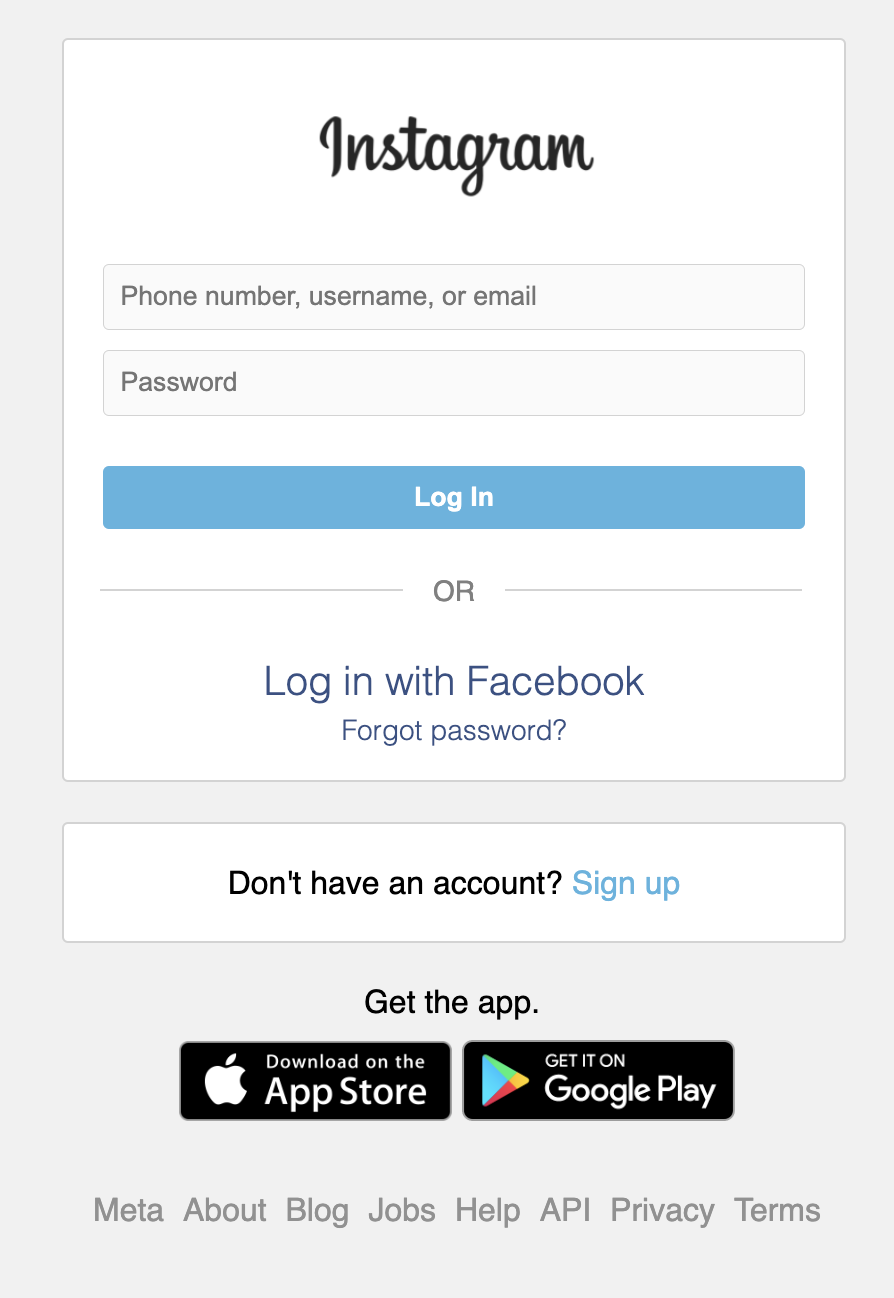 Instagram
Phone number, username, or email
Password
Log In
OR
Log in with Facebook
Forgot password?
Don't have an account? Sign up
Get the app.
Download on the
App Store
GET IT ON
Google Play
Meta About Blog Jobs Help API Privacy Terms